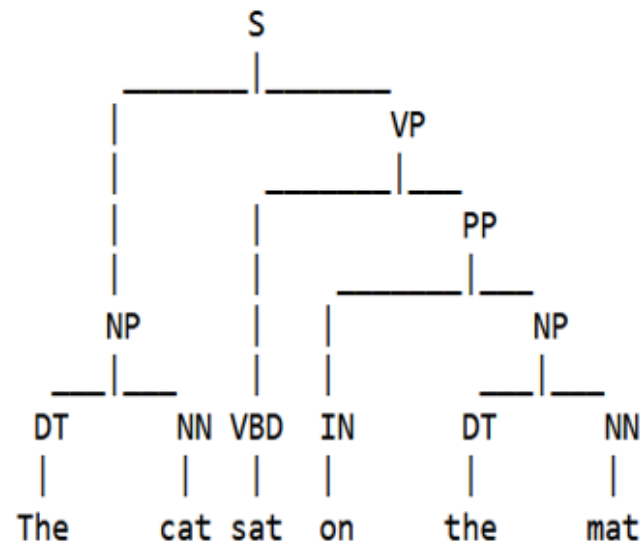 S
VP
PP
NP NP
DT NN VBD IN DT NN
The cat sat on the mat